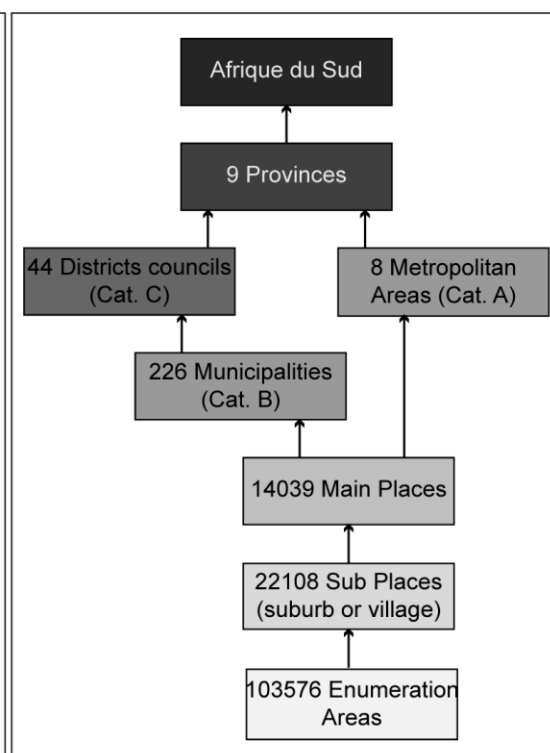 Afrique du Sud
9 Provinces
44 Districts councils
(Cat. C)
8 Metropolitan
Areas (Cat. A)
226 Municipalities
(Cat. B)
14039 Main Places
22108 Sub Places
(suburb or village)
103576 Enumeration
Areas